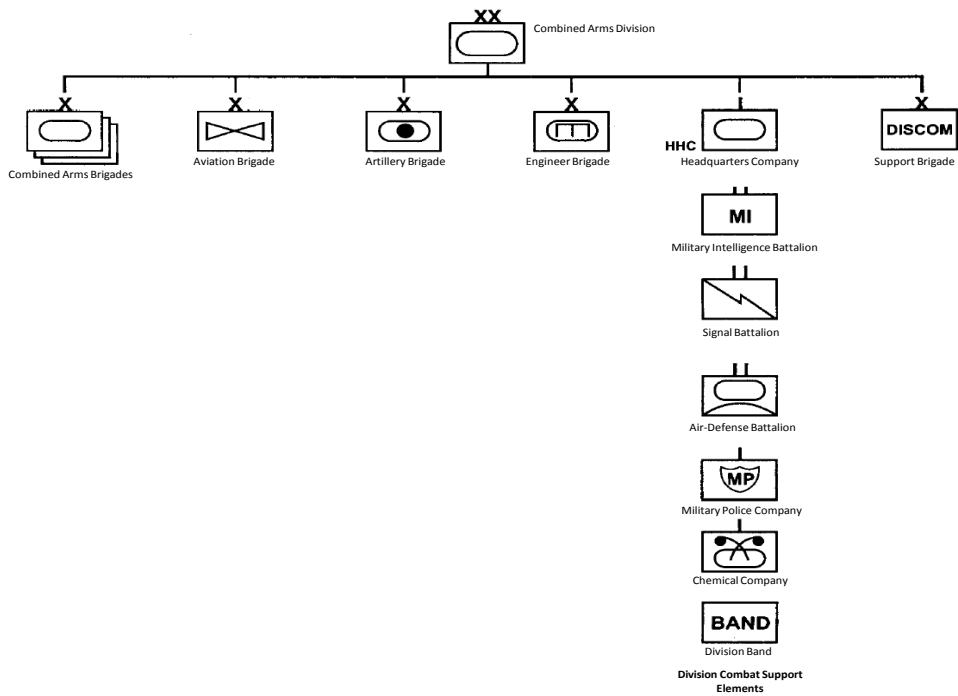 XX
Combined Arms Division
X
X
X
X
I
X
HHC
DISCOM
Combined Arms Brigades
Aviation Brigade
Artillery Brigade
Engineer Brigade
Headquarters Company
Support Brigade
II
MI
Military Intelligence Battalion
II
Signal Battalion
II
Air-Defense Battalion
I
MP
Military Police Company
I
Chemical Company
BAND
Division Band
Division Combat Support
Elements